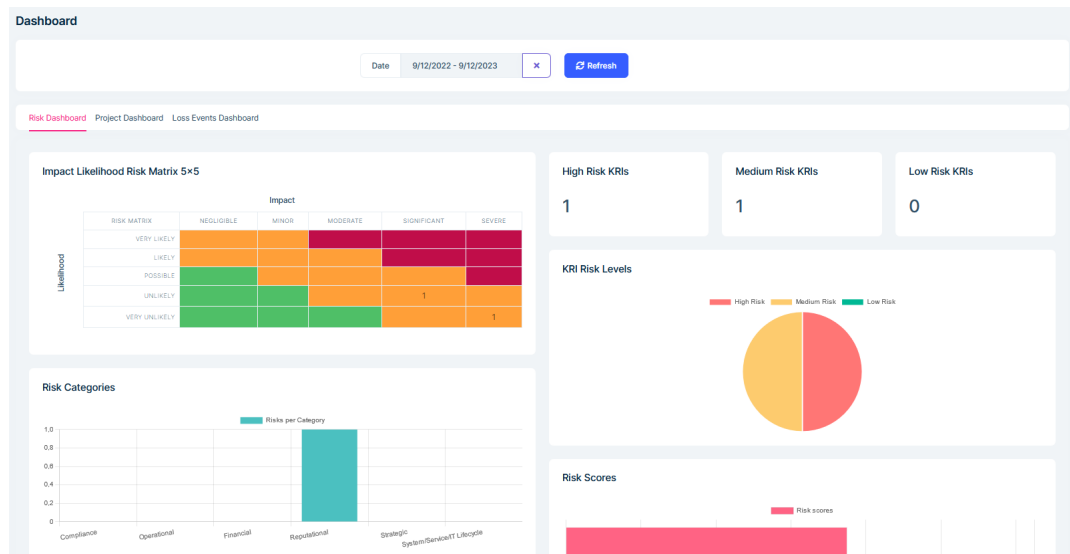 Dashboard
Date 9/12/2022 - 9/12/2023 × Refresh
Risk Dashboard Project Dashboard Loss Events Dashboard
Impact Likelihood Risk Matrix 5×5
Impact
Likelihood
RISK MATRIX NEGLIGIBLE MINOR MODERATE SIGNIFICANT SEVERE
VERY LIKELY
LIKELY
POSSIBLE
UNLIKELY 1
VERY UNLIKELY 1
High Risk KRIs
1
Medium Risk KRIs
1
Low Risk KRIs
0
KRI Risk Levels
High Risk Medium Risk Low Risk
Risk Categories
Risks per Category
1,0
0,8
0,6
0,4
0,2
0
Compliance Operational Financial Reputational Strategic System/Service/IT Lifecycle
Risk Scores
Risk scores